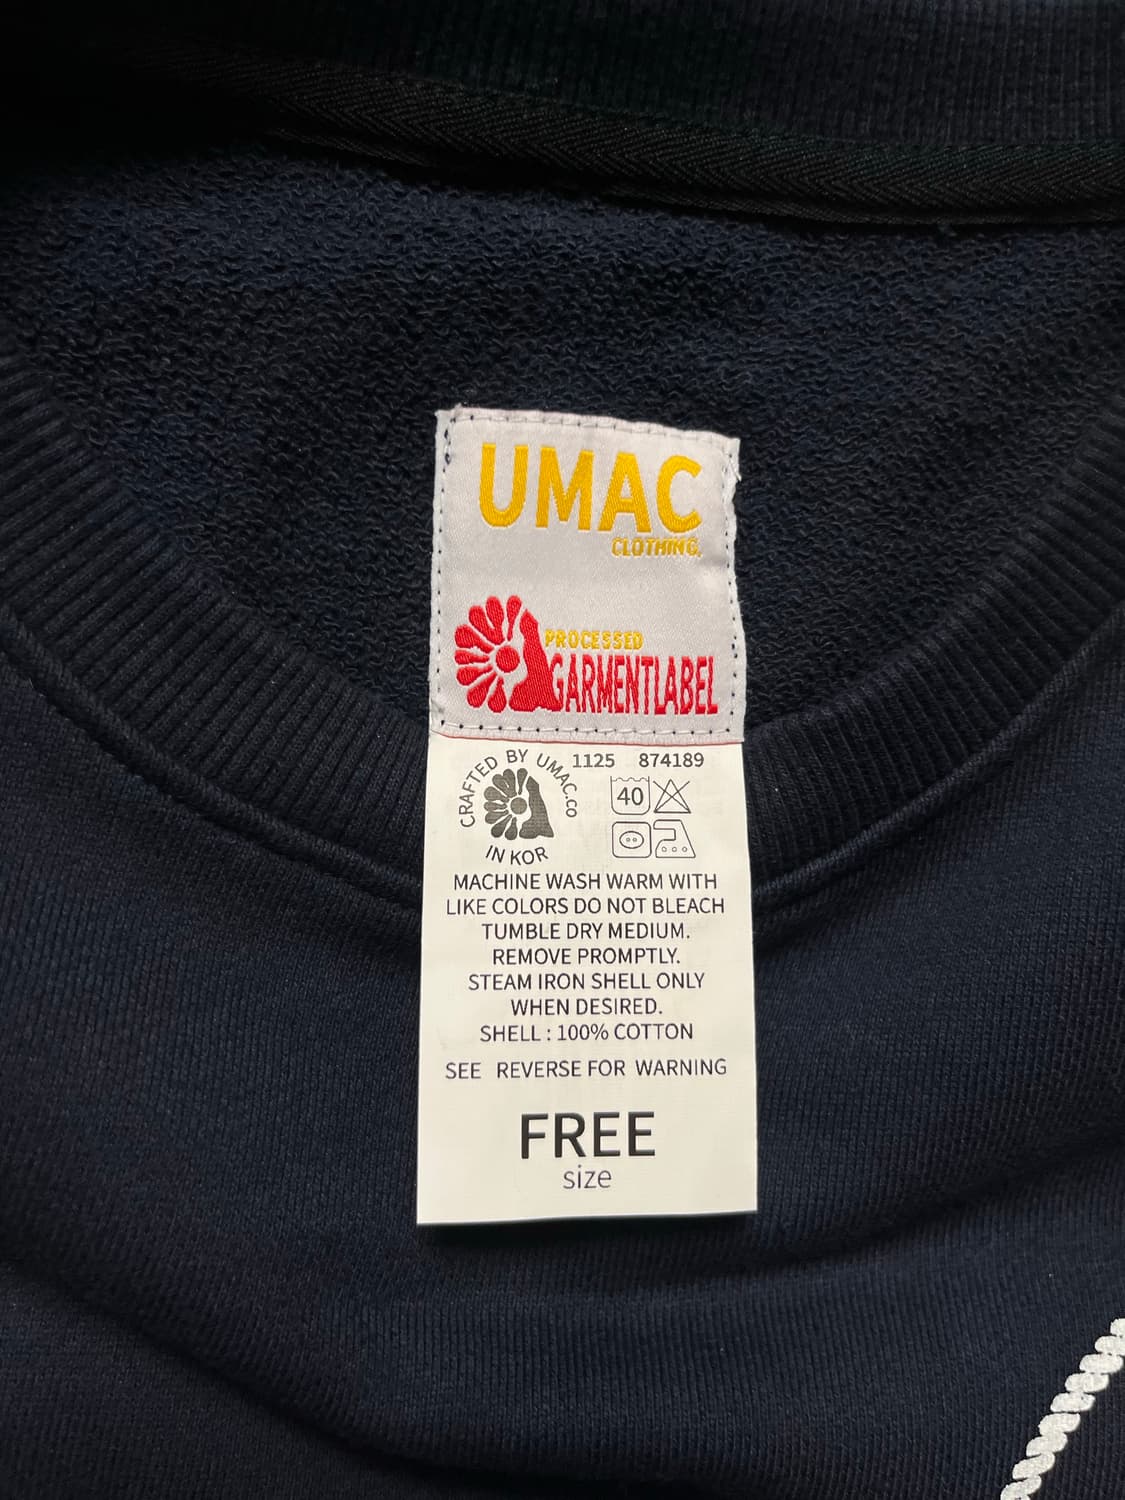 UMAC
CLOTHING.
PROCESSED
GARMENTLABEL
CRAFTED BY UMAC.CO
IN KOR
1125 874189
40
MACHINE WASH WARM WITH
LIKE COLORS DO NOT BLEACH
TUMBLE DRY MEDIUM.
REMOVE PROMPTLY.
STEAM IRON SHELL ONLY
WHEN DESIRED.
SHELL : 100% COTTON
SEE REVERSE FOR WARNING
FREE
size